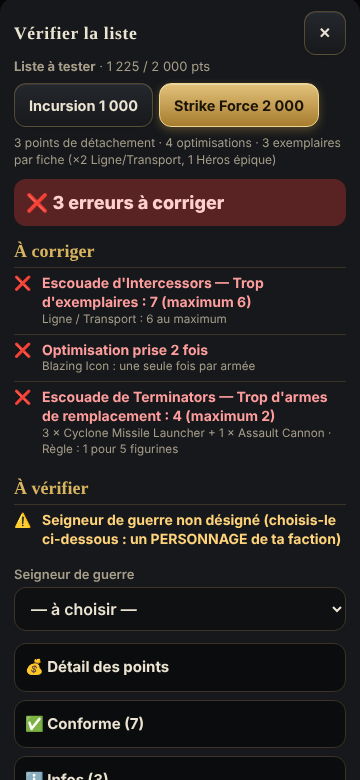 Vérifier la liste
✕
Liste à tester · 1 225 / 2 000 pts
Incursion 1 000
Strike Force 2 000
3 points de détachement · 4 optimisations · 3 exemplaires
par fiche (×2 Ligne/Transport, 1 Héros épique)
❌ 3 erreurs à corriger
À corriger
❌ Escouade d'Intercessors — Trop
d'exemplaires : 7 (maximum 6)
Ligne / Transport : 6 au maximum
❌ Optimisation prise 2 fois
Blazing Icon : une seule fois par armée
❌ Escouade de Terminators — Trop d'armes
de remplacement : 4 (maximum 2)
3 × Cyclone Missile Launcher + 1 × Assault Cannon ·
Règle : 1 pour 5 figurines
À vérifier
⚠️ Seigneur de guerre non désigné (choisis-le
ci-dessous : un PERSONNAGE de ta faction)
Seigneur de guerre
— à choisir —
💰 Détail des points
✅ Conforme (7)
ℹ️ Infos (3)